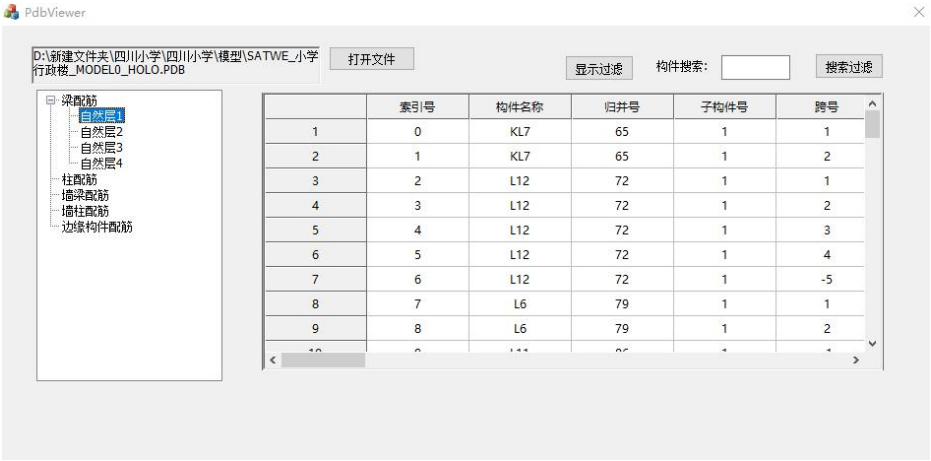 PdbViewer
D:\新建文件夹\四川小学\四川小学\模型\SATWE_小学
行政楼_MODEL0_HOLO.PDB
打开文件
显示过滤
构件搜索：
搜索过滤
梁配筋
自然层1
自然层2
自然层3
自然层4
柱配筋
墙梁配筋
墙柱配筋
边缘构件配筋
索引号 构件名称 归并号 子构件号 跨号
1 0 KL7 65 1 1
2 1 KL7 65 1 2
3 2 L12 72 1 1
4 3 L12 72 1 2
5 4 L12 72 1 3
6 5 L12 72 1 4
7 6 L12 72 1 -5
8 7 L6 79 1 1
9 8 L6 79 1 2